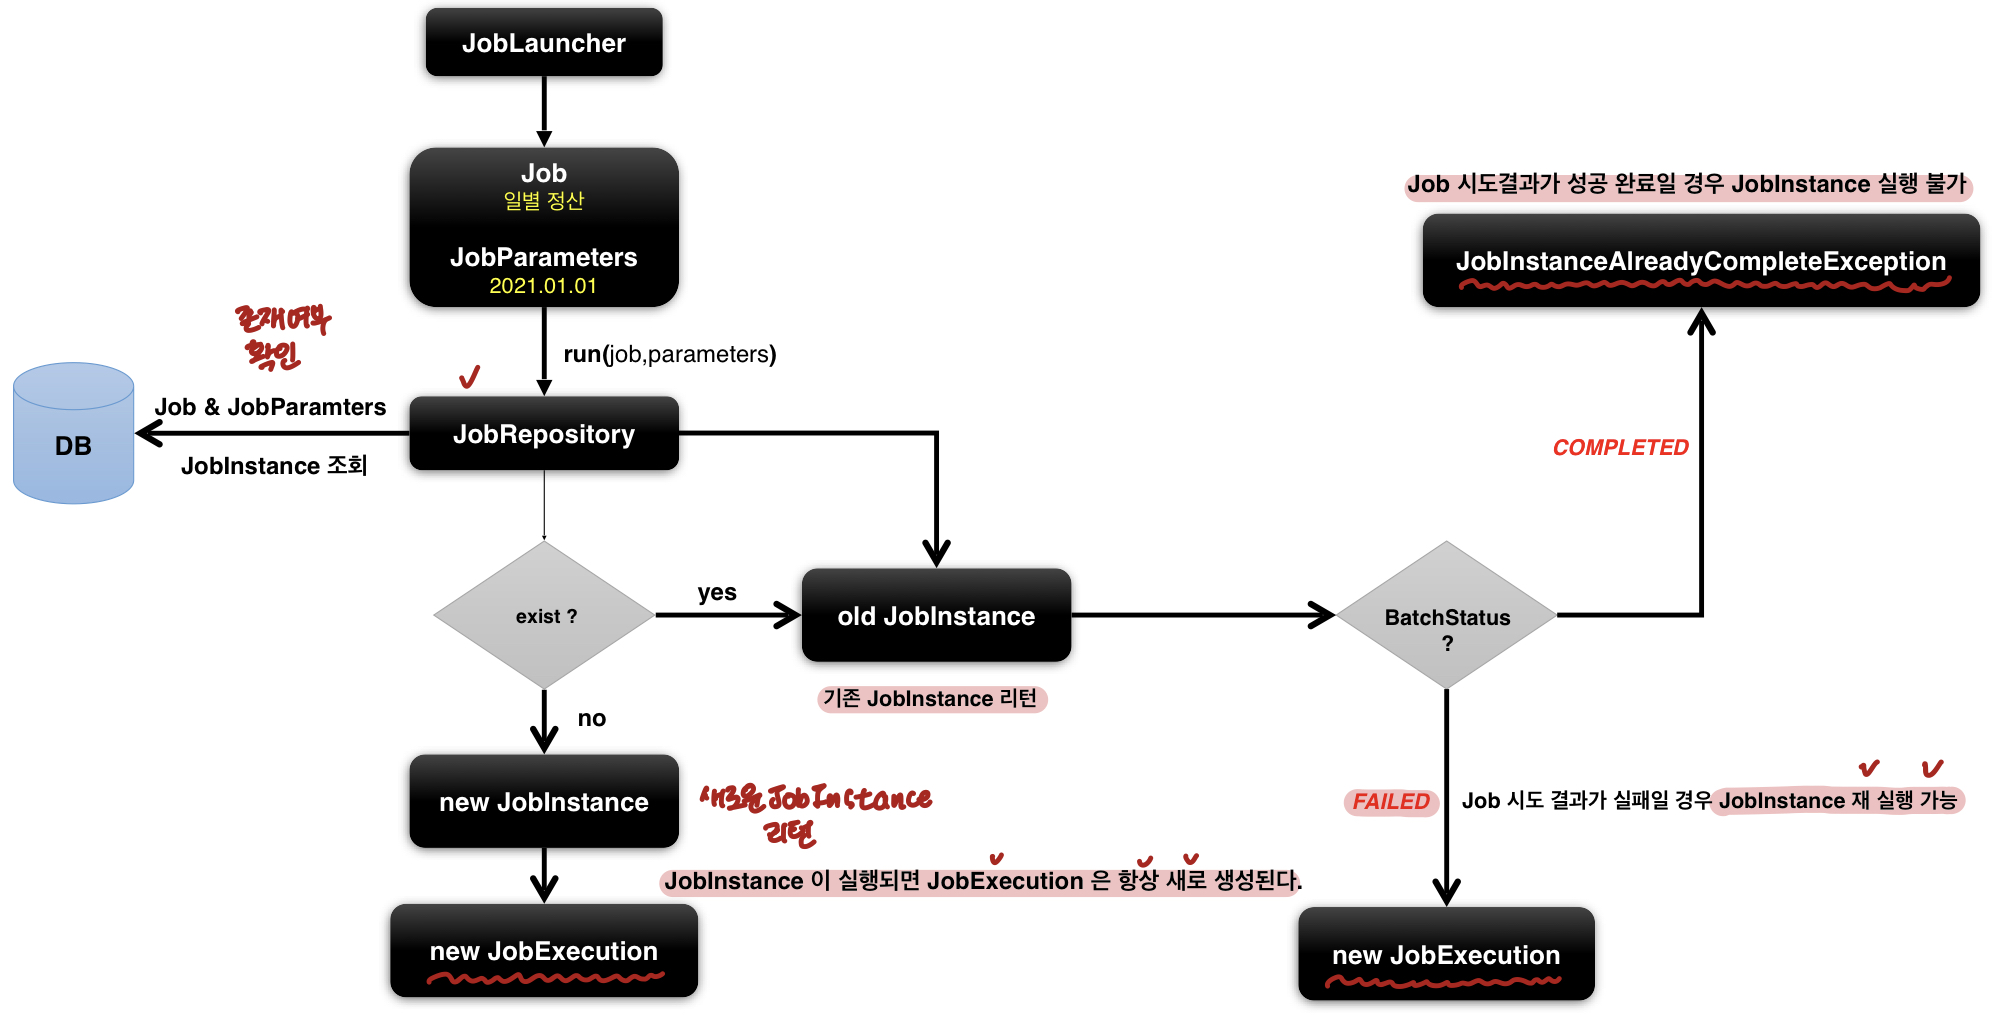 JobLauncher
Job
일별 정산
JobParameters
2021.01.01
run(job,parameters)
존재여부
확인
Job & JobParamters
JobInstance 조회
DB
JobRepository
exist ?
yes
no
old JobInstance
기존 JobInstance 리턴
new JobInstance
새로운 JobInstance
리턴
JobInstance 이 실행되면 JobExecution 은 항상 새로 생성된다.
new JobExecution
BatchStatus
?
COMPLETED
Job 시도결과가 성공 완료일 경우 JobInstance 실행 불가
JobInstanceAlreadyCompleteException
FAILED
Job 시도 결과가 실패일 경우 JobInstance 재 실행 가능
new JobExecution